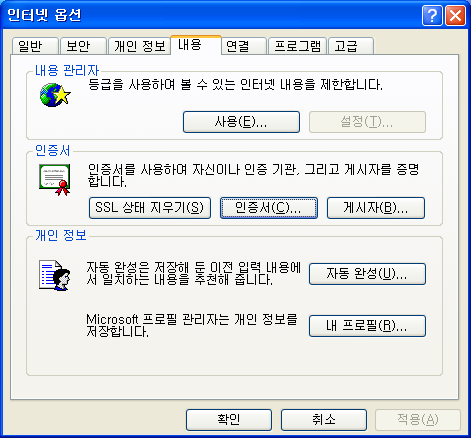 인터넷 옵션
일반 보안 개인 정보 내용 연결 프로그램 고급
내용 관리자
등급을 사용하여 볼 수 있는 인터넷 내용을 제한합니다.
사용(E)... 설정(T)...
인증서
인증서를 사용하여 자신이나 인증 기관, 그리고 게시자를 증명
합니다.
SSL 상태 지우기(S) 인증서(C)... 게시자(B)...
개인 정보
자동 완성은 저장해 둔 이전 입력 내용에
서 일치하는 내용을 추천해 줍니다.
자동 완성(U)...
Microsoft 프로필 관리자는 개인 정보를
저장합니다.
내 프로필(R)...
확인 취소 적용(A)